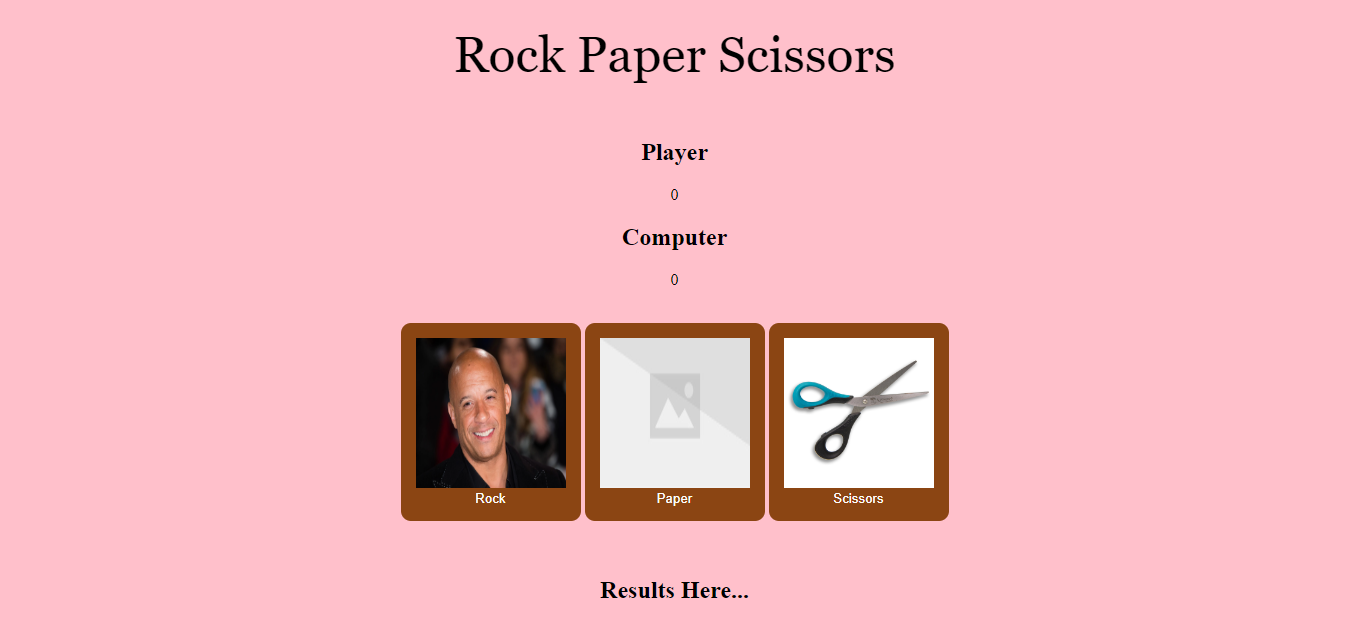 Rock Paper Scissors
Player
0
Computer
0
Rock
Paper
Scissors
Results Here...